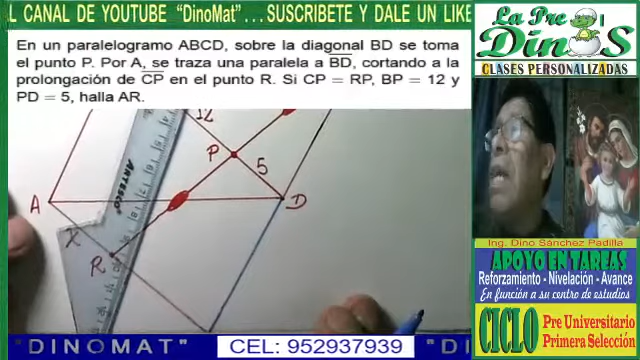 L CANAL DE YOUTUBE "DinoMat"... SUSCRIBETE Y DALE UN LIKE
La Pre
DinoS
CLASES PERSONALIZADAS
En un paralelogramo ABCD, sobre la diagonal BD se toma
el punto P. Por A, se traza una paralela a BD, cortando a la
prolongación de CP en el punto R. Si CP = RP, BP = 12 y
PD = 5, halla AR.
12
P
5
A
D
X
R
ARTESCO
Ing. Dino Sánchez Padilla
APOYO EN TAREAS
Reforzamiento - Nivelación - Avance
En función a su centro de estudios
CICLO
Pre Universitario
Primera Selección
"DINOMAT"
CEL: 952937939
"DI